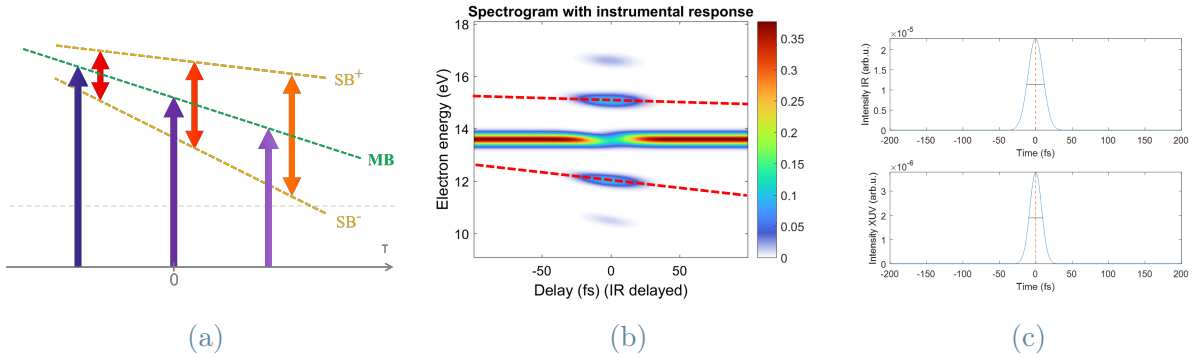 SB⁺
MB
SB⁻
τ
0
(a)
Spectrogram with instrumental response
18
16
14
12
10
Electron energy (eV)
-50
0
50
Delay (fs) (IR delayed)
0.35
0.3
0.25
0.2
0.15
0.1
0.05
0
(b)
×10⁻⁵
2
1.5
1
0.5
0
Intensity IR (arb.u.)
-200 -150 -100 -50 0 50 100 150 200
Time (fs)
×10⁻⁶
3
2
1
0
Intensity XUV (arb.u.)
-200 -150 -100 -50 0 50 100 150 200
Time (fs)
(c)